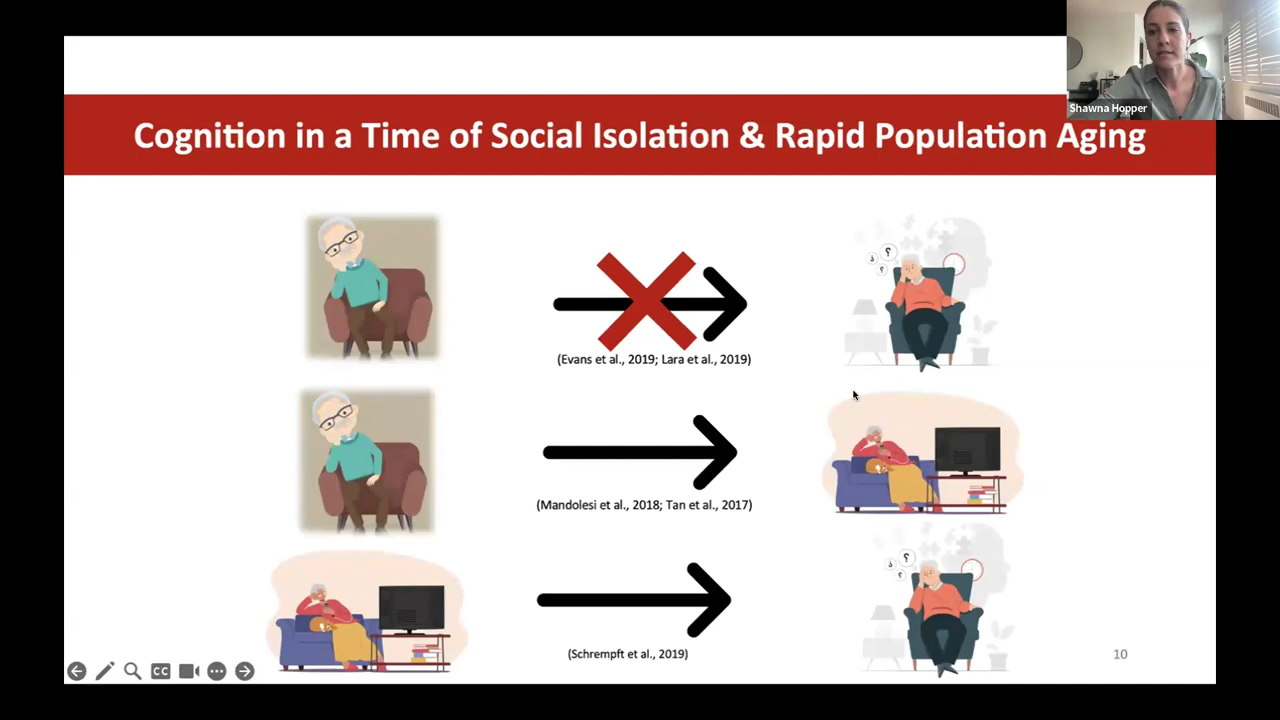 Shawna Hopper
Cognition in a Time of Social Isolation & Rapid Population Aging
(Evans et al., 2019; Lara et al., 2019)
(Mandolesi et al., 2018; Tan et al., 2017)
(Schrempft et al., 2019)
CC
10